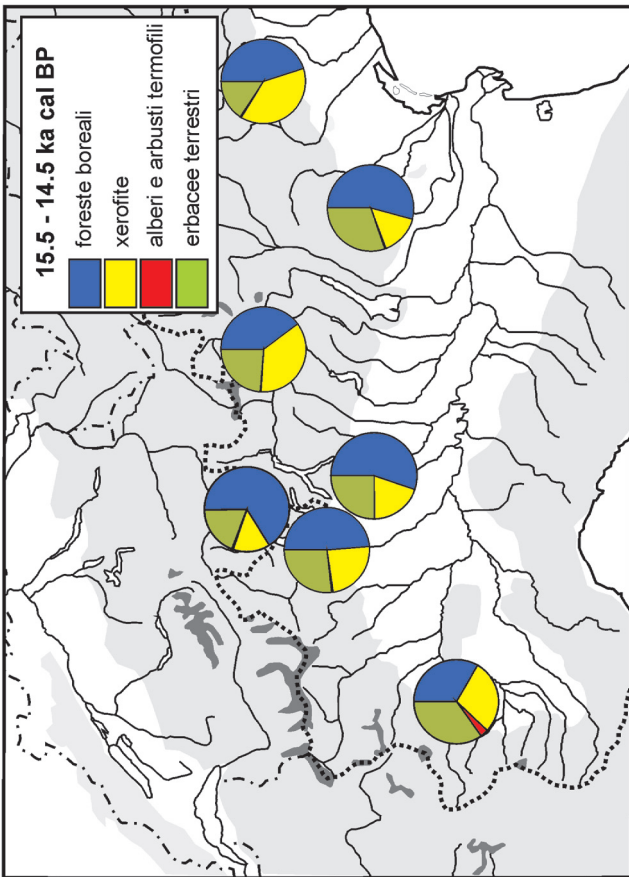 15.5 - 14.5 ka cal BP
foreste boreali
xerofite
alberi e arbusti termofili
erbacee terrestri